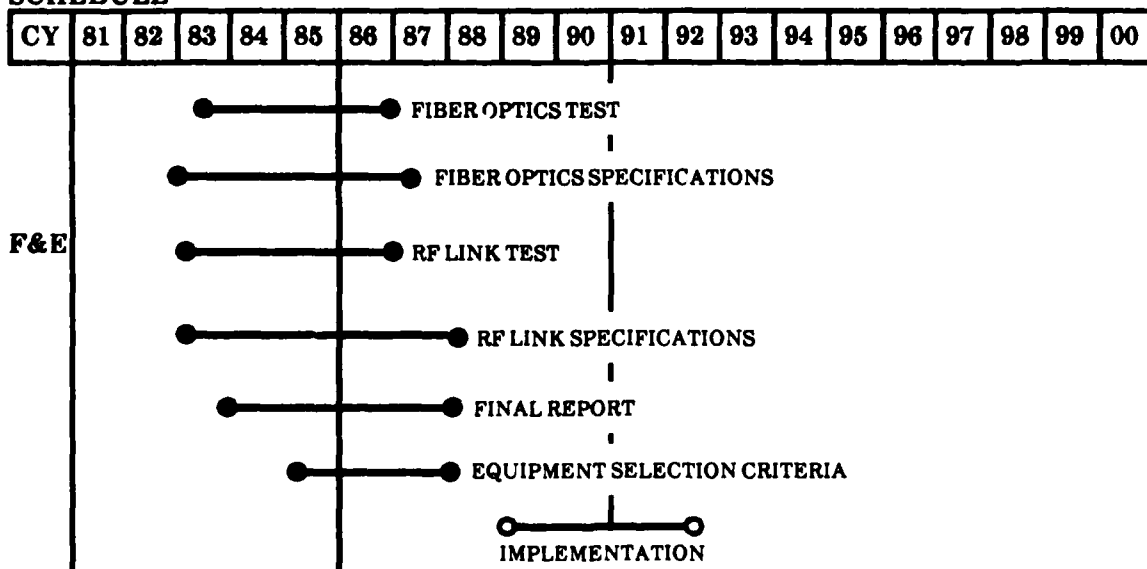 SCHEDULE
CY 81 82 83 84 85 86 87 88 89 90 91 92 93 94 95 96 97 98 99 00
FIBER OPTICS TEST
FIBER OPTICS SPECIFICATIONS
F&E
RF LINK TEST
RF LINK SPECIFICATIONS
FINAL REPORT
EQUIPMENT SELECTION CRITERIA
IMPLEMENTATION